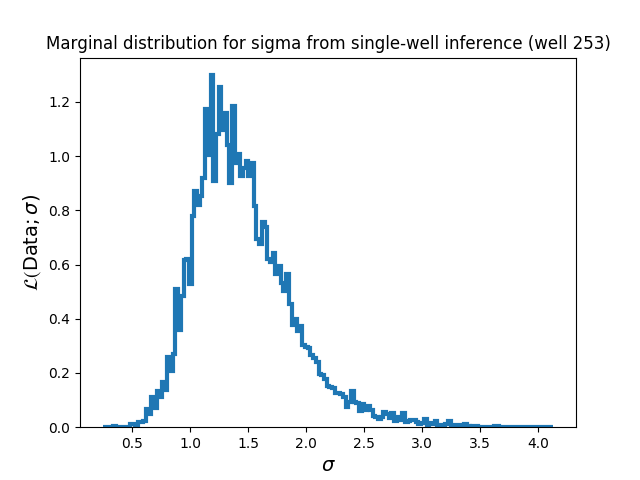 Marginal distribution for sigma from single-well inference (well 253)
ℒ(Data; σ)
1.2
1.0
0.8
0.6
0.4
0.2
0.0
0.5 1.0 1.5 2.0 2.5 3.0 3.5 4.0
σ